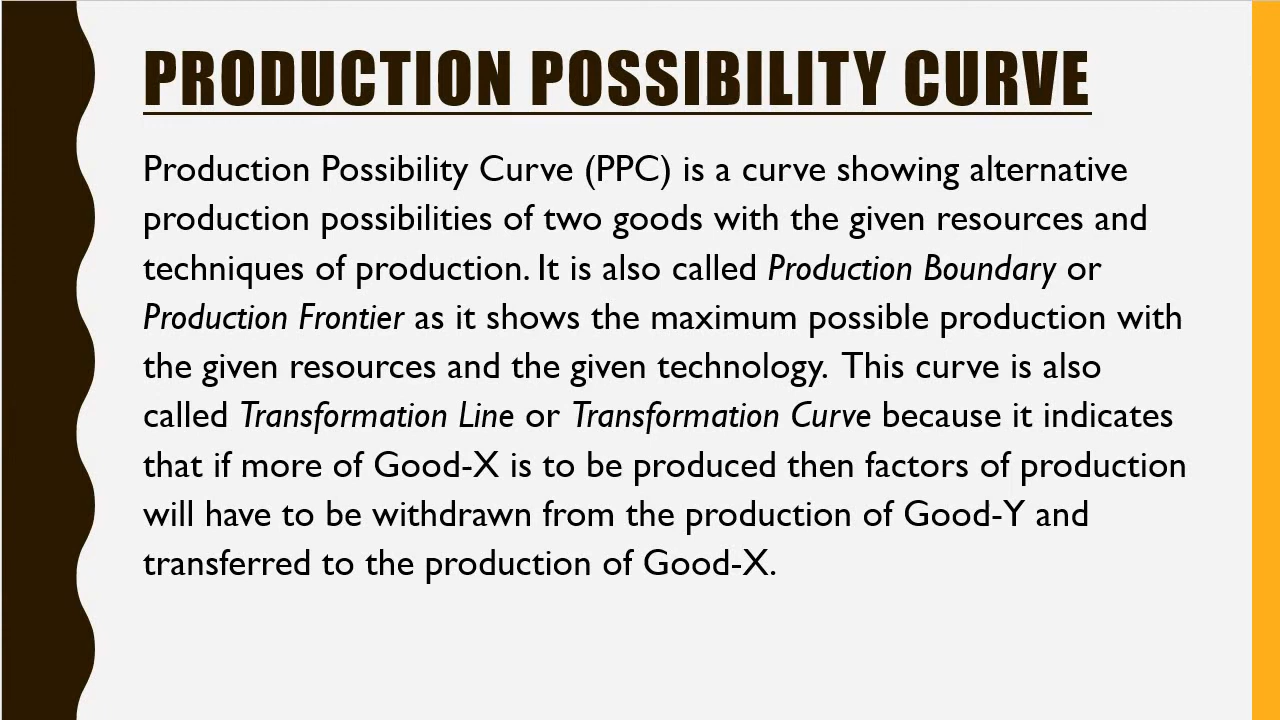 PRODUCTION POSSIBILITY CURVE
Production Possibility Curve (PPC) is a curve showing alternative
production possibilities of two goods with the given resources and
techniques of production. It is also called Production Boundary or
Production Frontier as it shows the maximum possible production with
the given resources and the given technology.  This curve is also
called Transformation Line or Transformation Curve because it indicates
that if more of Good-X is to be produced then factors of production
will have to be withdrawn from the production of Good-Y and
transferred to the production of Good-X.